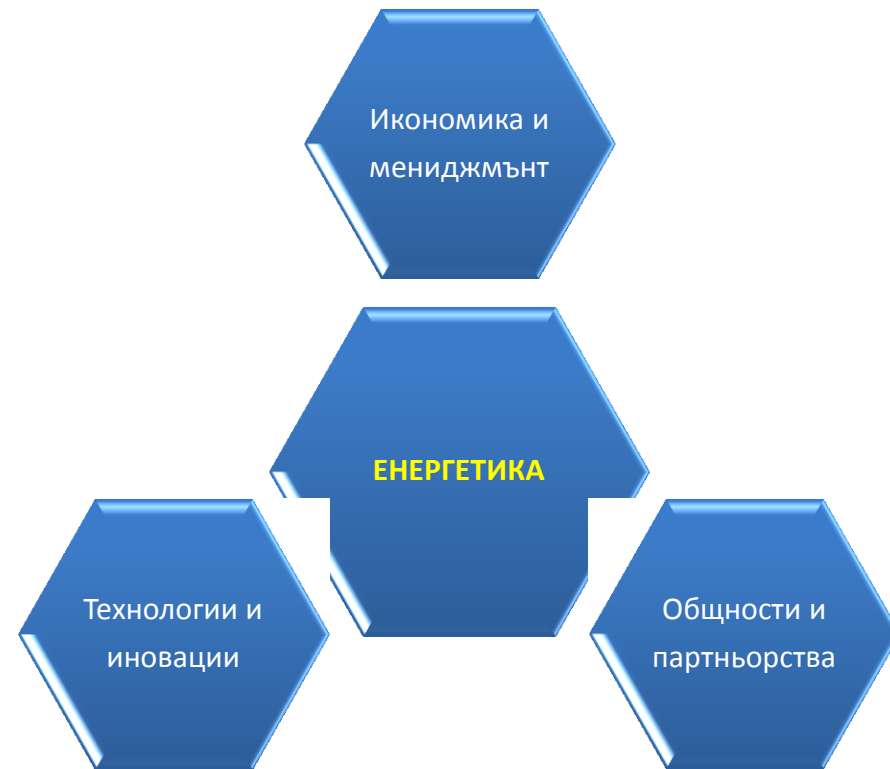 Икономика и
мениджмънт
ЕНЕРГЕТИКА
Технологии и
иновации
Общности и
партньорства